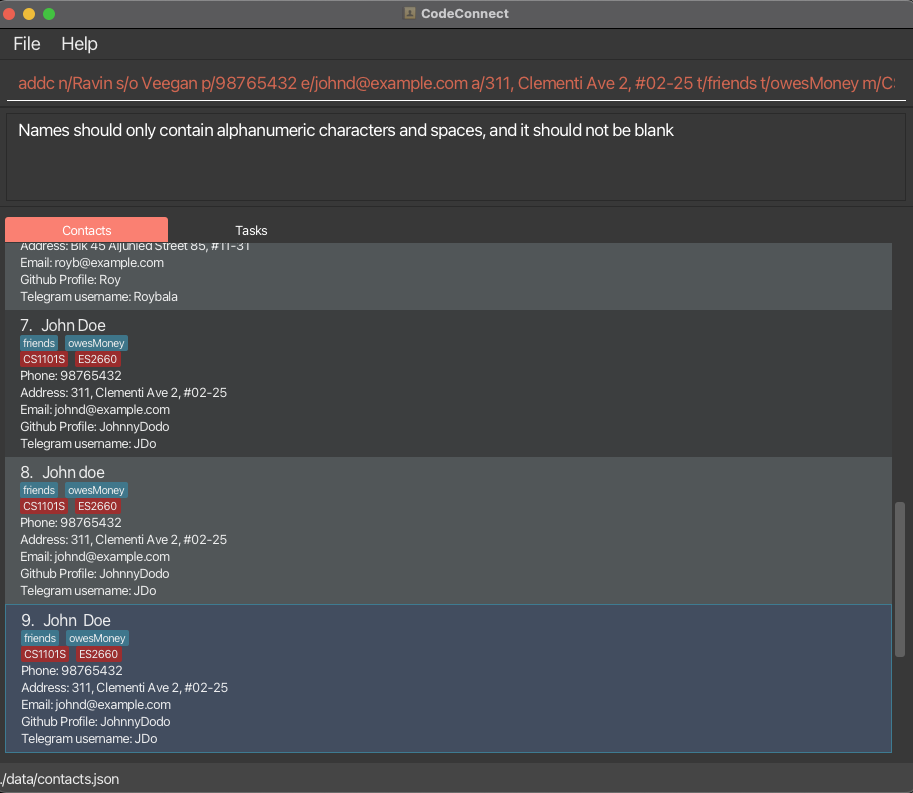 CodeConnect
File Help
addc n/Ravin s/o Veegan p/98765432 e/johnd@example.com a/311, Clementi Ave 2, #02-25 t/friends t/owesMoney m/C
Names should only contain alphanumeric characters and spaces, and it should not be blank
Contacts Tasks
Address: Blk 45 Aljunied Street 85, #11-31
Email: royb@example.com
Github Profile: Roy
Telegram username: Roybala
7. John Doe
friends owesMoney
CS1101S ES2660
Phone: 98765432
Address: 311, Clementi Ave 2, #02-25
Email: johnd@example.com
Github Profile: JohnnyDodo
Telegram username: JDo
8. John doe
friends owesMoney
CS1101S ES2660
Phone: 98765432
Address: 311, Clementi Ave 2, #02-25
Email: johnd@example.com
Github Profile: JohnnyDodo
Telegram username: JDo
9. John  Doe
friends owesMoney
CS1101S ES2660
Phone: 98765432
Address: 311, Clementi Ave 2, #02-25
Email: johnd@example.com
Github Profile: JohnnyDodo
Telegram username: JDo
./data/contacts.json